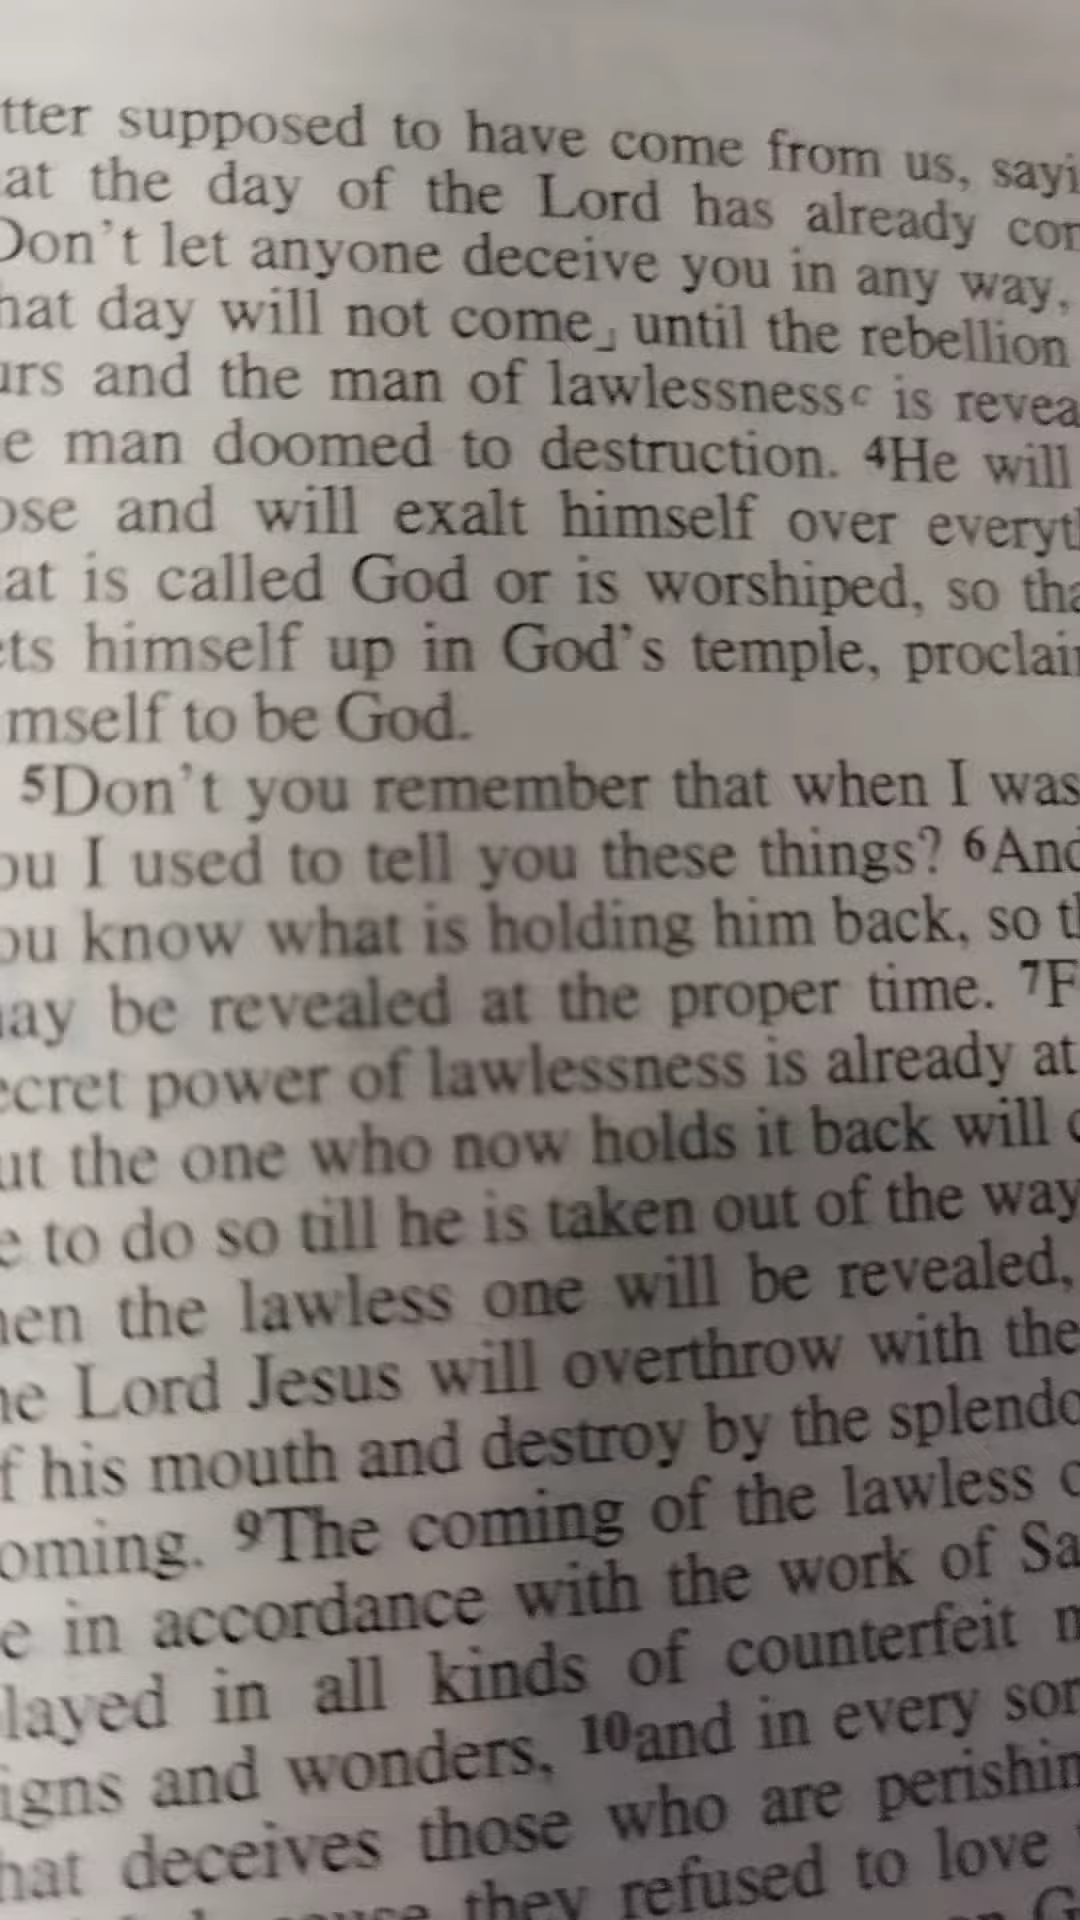 tter supposed to have come from us, sayi
at the day of the Lord has already con
Don't let anyone deceive you in any way,
hat day will not come⌟ until the rebellion
urs and the man of lawlessnessᶜ is revea
e man doomed to destruction. ⁴He will
ose and will exalt himself over everyth
at is called God or is worshiped, so tha
ets himself up in God's temple, proclaim
mself to be God.
⁵Don't you remember that when I was
ou I used to tell you these things? ⁶And
ou know what is holding him back, so th
ay be revealed at the proper time. ⁷F
ecret power of lawlessness is already at
ut the one who now holds it back will c
e to do so till he is taken out of the way
hen the lawless one will be revealed,
he Lord Jesus will overthrow with the
f his mouth and destroy by the splendo
oming. ⁹The coming of the lawless o
e in accordance with the work of Sa
layed in all kinds of counterfeit m
igns and wonders, ¹⁰and in every sor
hat deceives those who are perishin
they refused to love